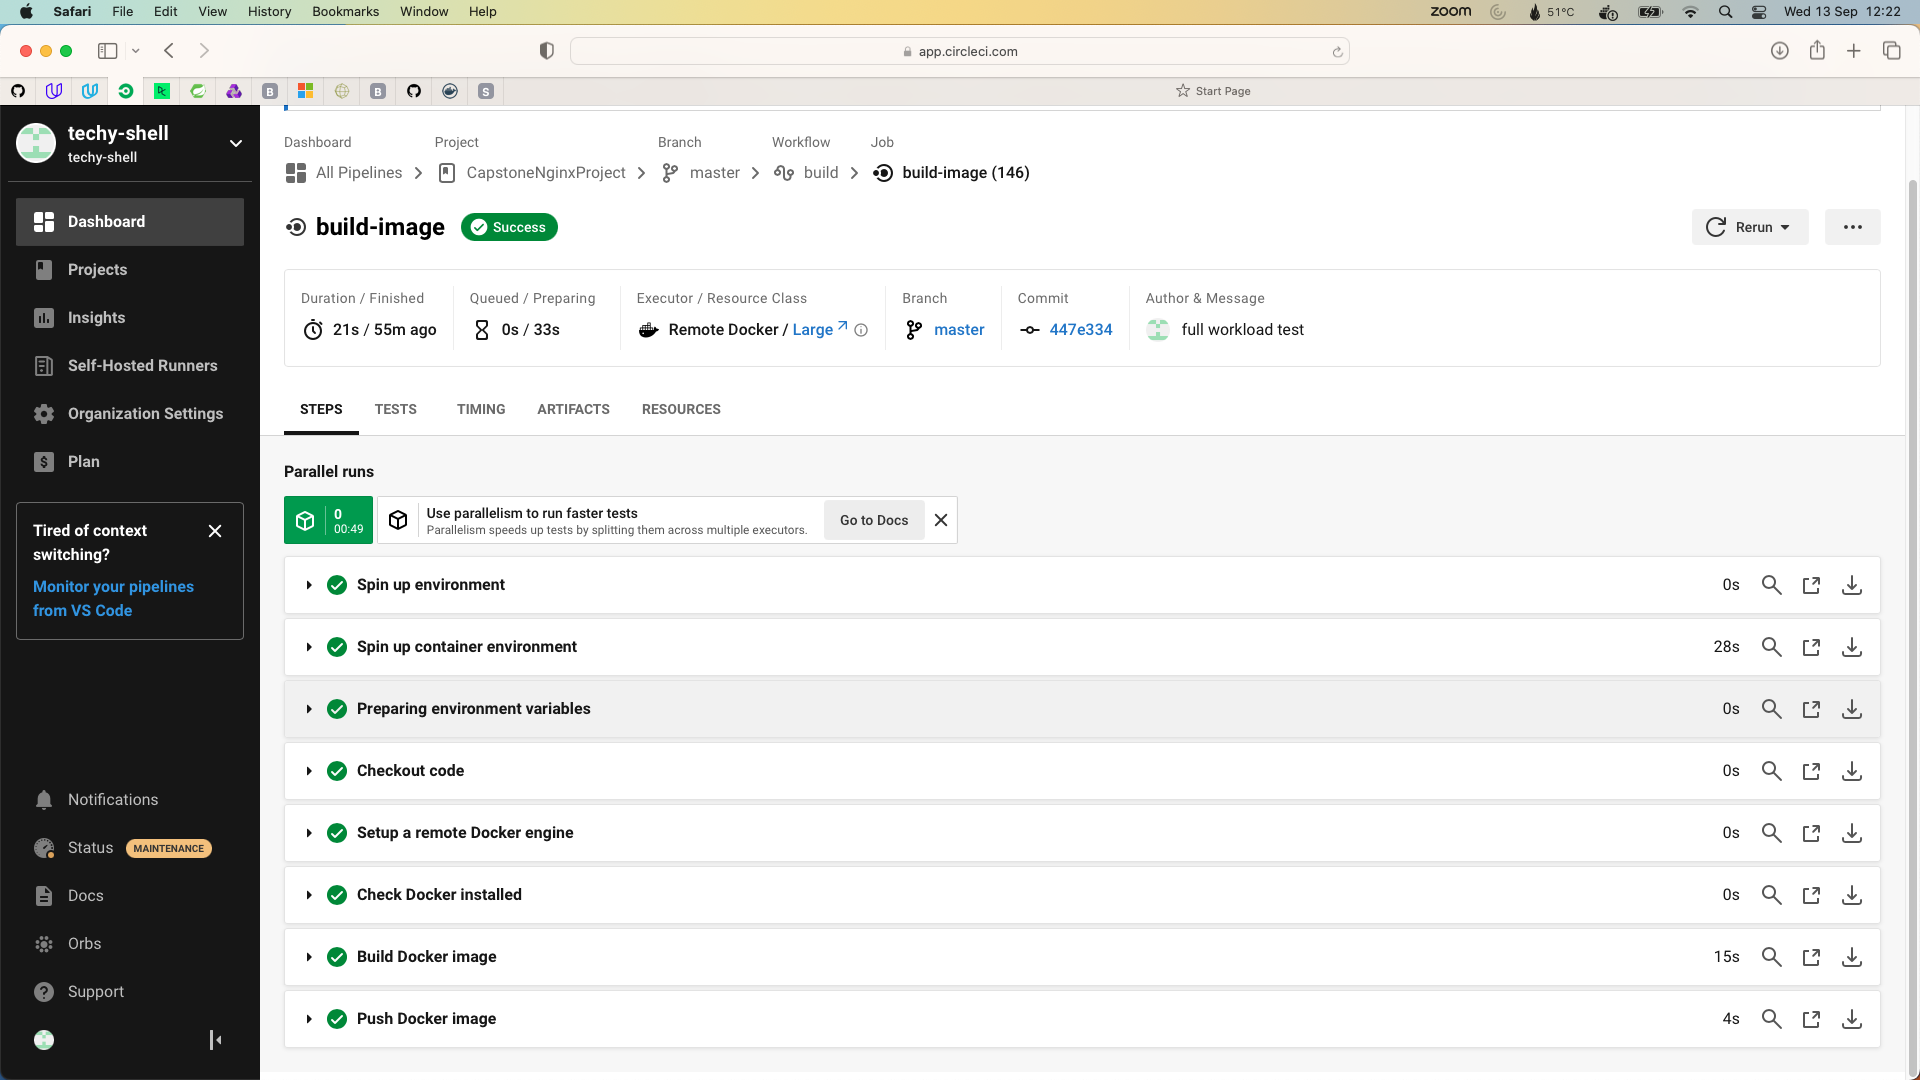 Safari File Edit View History Bookmarks Window Help
zoom 51°C Wed 13 Sep 12:22
app.circleci.com
B B S Start Page
techy-shell
techy-shell
Dashboard
Projects
Insights
Self-Hosted Runners
Organization Settings
Plan
Tired of context
switching?
Monitor your pipelines
from VS Code
Notifications
Status MAINTENANCE
Docs
Orbs
Support
Dashboard Project Branch Workflow Job
All Pipelines CapstoneNginxProject master build build-image (146)
build-image Success Rerun
Duration / Finished Queued / Preparing Executor / Resource Class Branch Commit Author & Message
21s / 55m ago 0s / 33s Remote Docker / Large master 447e334 full workload test
STEPS TESTS TIMING ARTIFACTS RESOURCES
Parallel runs
0
00:49
Use parallelism to run faster tests
Parallelism speeds up tests by splitting them across multiple executors.
Go to Docs
Spin up environment 0s
Spin up container environment 28s
Preparing environment variables 0s
Checkout code 0s
Setup a remote Docker engine 0s
Check Docker installed 0s
Build Docker image 15s
Push Docker image 4s